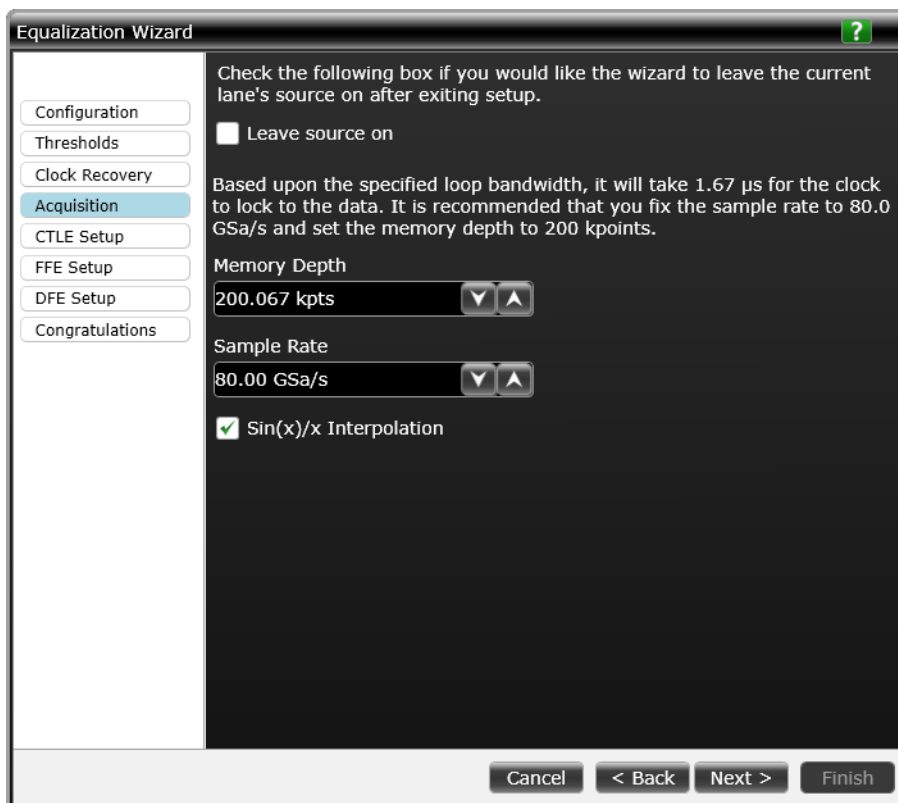 Equalization Wizard
?
Configuration
Thresholds
Clock Recovery
Acquisition
CTLE Setup
FFE Setup
DFE Setup
Congratulations
Check the following box if you would like the wizard to leave the current
lane's source on after exiting setup.
Leave source on
Based upon the specified loop bandwidth, it will take 1.67 µs for the clock
to lock to the data. It is recommended that you fix the sample rate to 80.0
GSa/s and set the memory depth to 200 kpoints.
Memory Depth
200.067 kpts
Sample Rate
80.00 GSa/s
Sin(x)/x Interpolation
Cancel
< Back
Next >
Finish